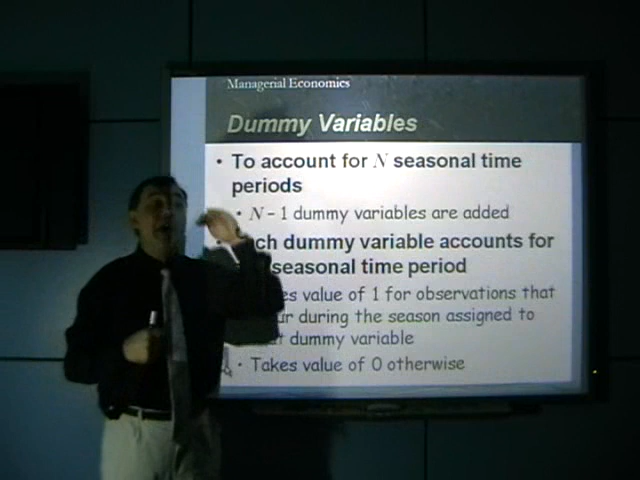 Managerial Economics
Dummy Variables
• To account for N seasonal time
periods
• N – 1 dummy variables are added
ch dummy variable accounts for
seasonal time period
es value of 1 for observations that
ur during the season assigned to
t dummy variable
• Takes value of 0 otherwise